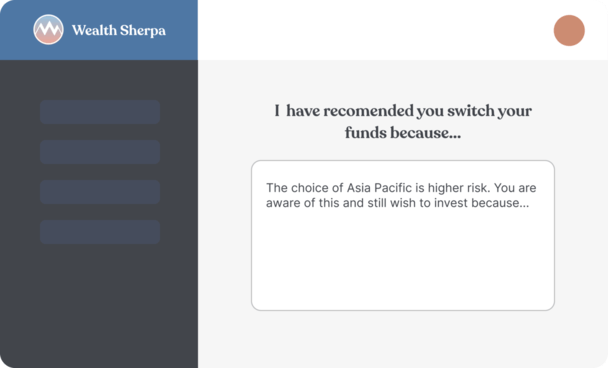 Wealth Sherpa
I have recomended you switch your
funds because...
The choice of Asia Pacific is higher risk. You are
aware of this and still wish to invest because...